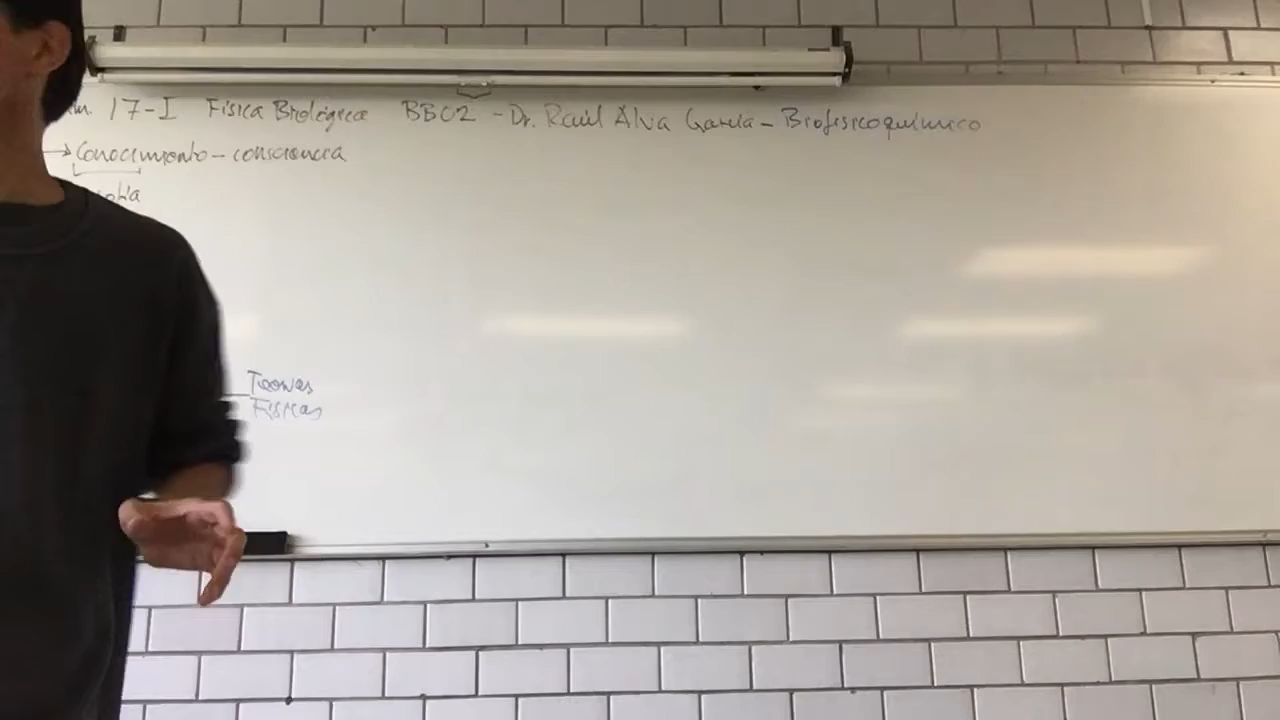 17-I Física Biológica BB02 - Dr. Raúl Alva García - Biofisicoquímico
→ Conocimiento - consciencia
Teorías
Físicas